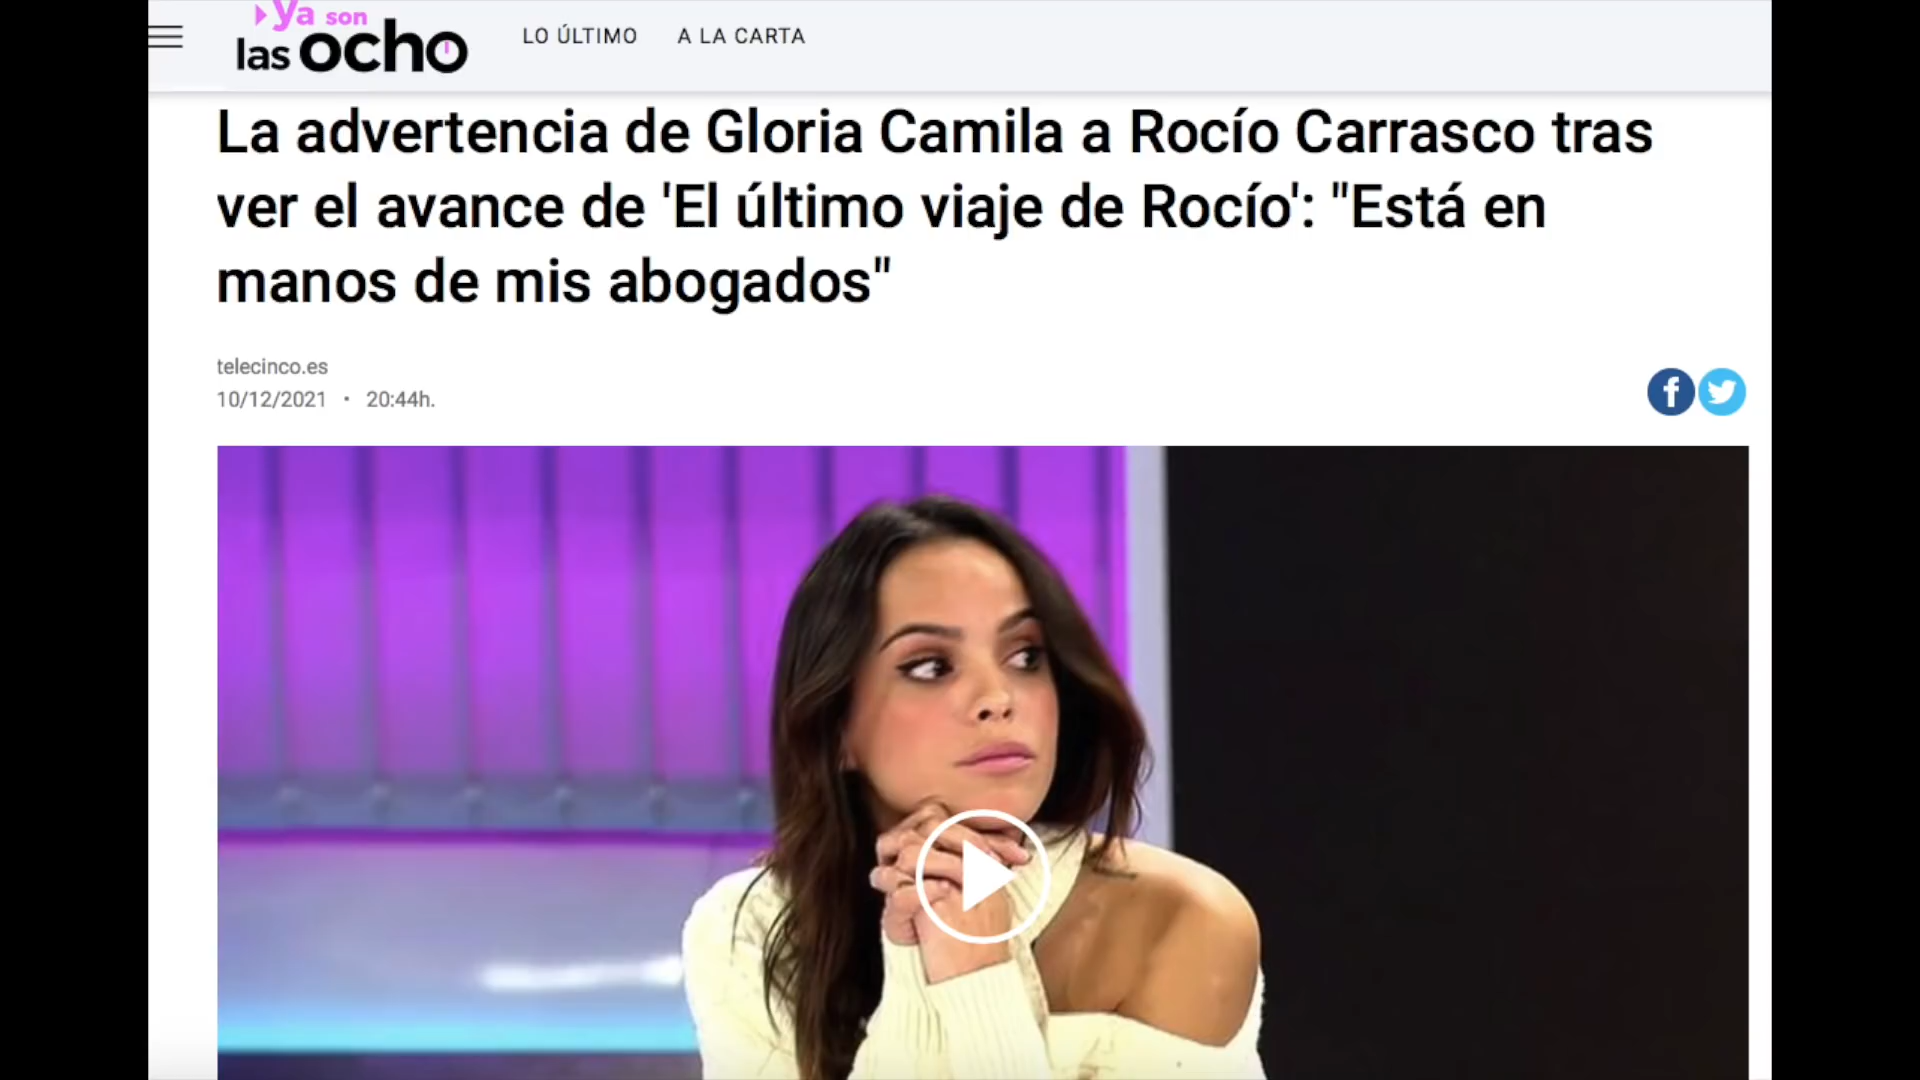 Ya son
las ocho
LO ÚLTIMO
A LA CARTA
La advertencia de Gloria Camila a Rocío Carrasco tras
ver el avance de 'El último viaje de Rocío': "Está en
manos de mis abogados"
telecinco.es
10/12/2021 • 20:44h.